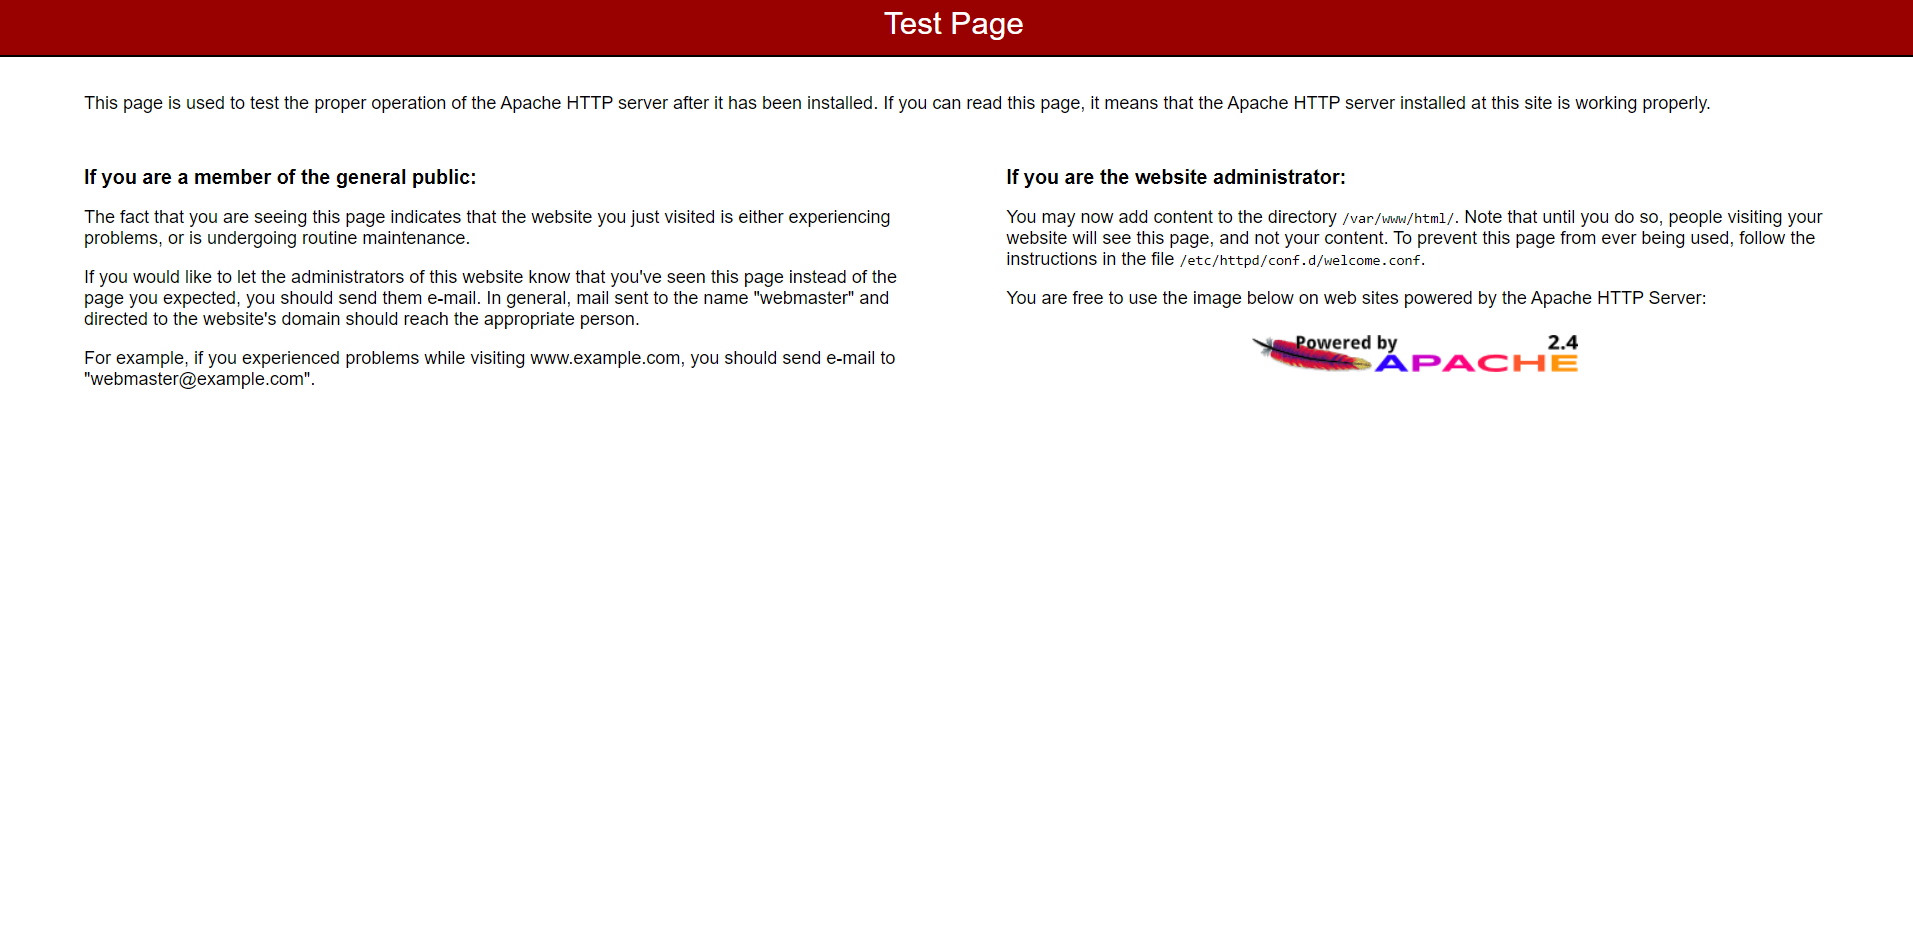 Test Page
This page is used to test the proper operation of the Apache HTTP server after it has been installed. If you can read this page, it means that the Apache HTTP server installed at this site is working properly.
If you are a member of the general public:
The fact that you are seeing this page indicates that the website you just visited is either experiencing
problems, or is undergoing routine maintenance.
If you would like to let the administrators of this website know that you've seen this page instead of the
page you expected, you should send them e-mail. In general, mail sent to the name "webmaster" and
directed to the website's domain should reach the appropriate person.
For example, if you experienced problems while visiting www.example.com, you should send e-mail to
"webmaster@example.com".
If you are the website administrator:
You may now add content to the directory /var/www/html/. Note that until you do so, people visiting your
website will see this page, and not your content. To prevent this page from ever being used, follow the
instructions in the file /etc/httpd/conf.d/welcome.conf.
You are free to use the image below on web sites powered by the Apache HTTP Server:
Powered by 2.4
APACHE